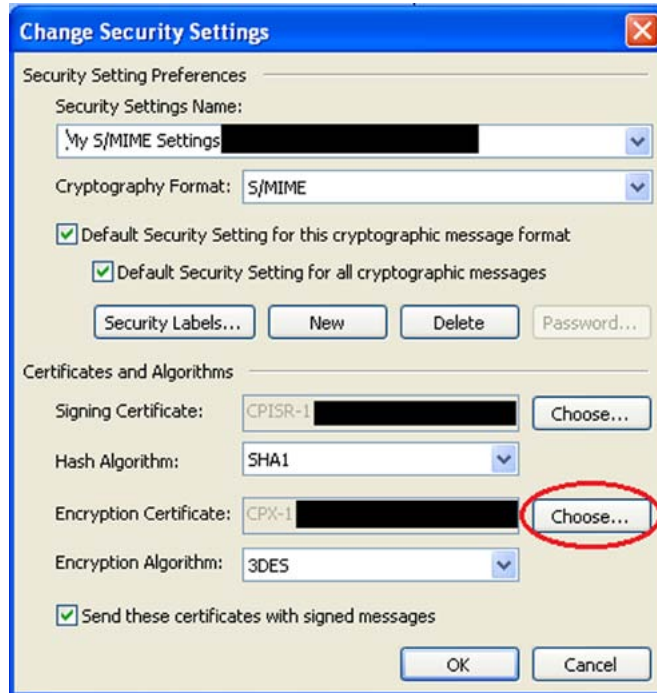 Change Security Settings
Security Setting Preferences
Security Settings Name:
My S/MIME Settings
Cryptography Format: S/MIME
Default Security Setting for this cryptographic message format
Default Security Setting for all cryptographic messages
Security Labels... New Delete Password...
Certificates and Algorithms
Signing Certificate: CPISR-1 Choose...
Hash Algorithm: SHA1
Encryption Certificate: CPX-1 Choose...
Encryption Algorithm: 3DES
Send these certificates with signed messages
OK Cancel